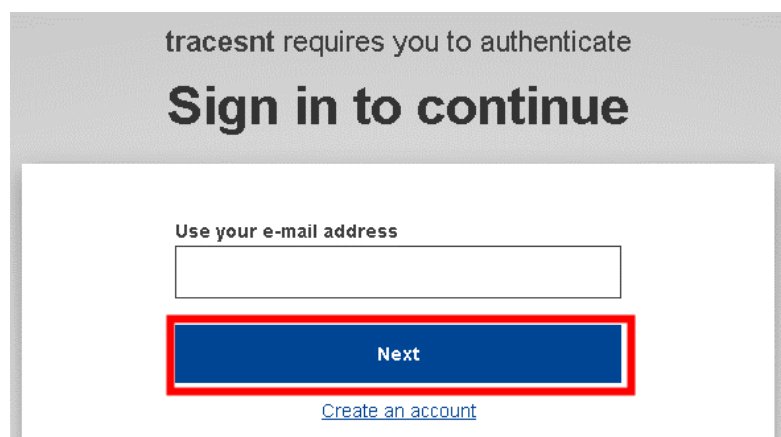 tracesnt requires you to authenticate
Sign in to continue
Use your e-mail address
Next
Create an account